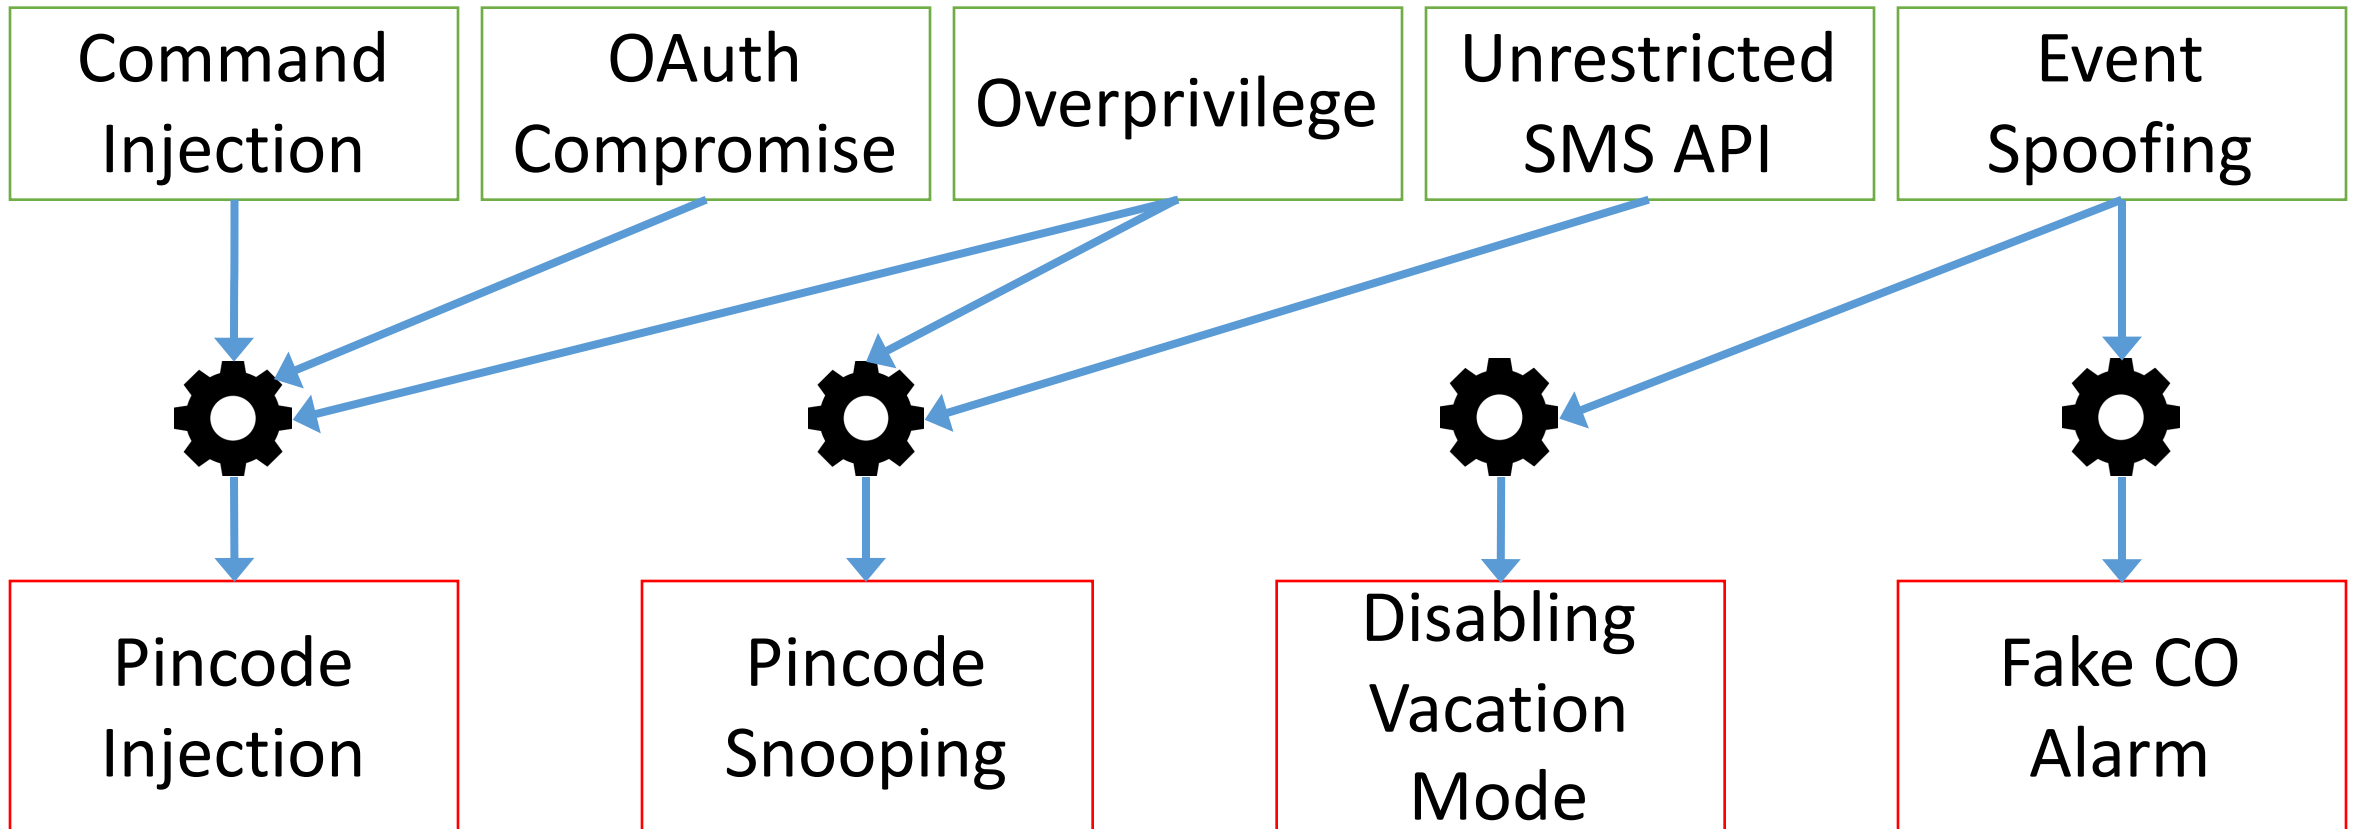 Command
Injection
OAuth
Compromise
Overprivilege
Unrestricted
SMS API
Event
Spoofing
Pincode
Injection
Pincode
Snooping
Disabling
Vacation
Mode
Fake CO
Alarm